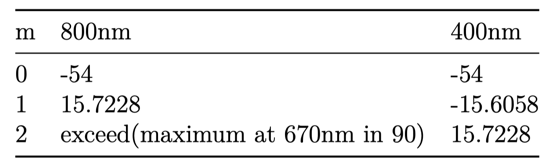 m 800nm 400nm
0 -54 -54
1 15.7228 -15.6058
2 exceed(maximum at 670nm in 90) 15.7228